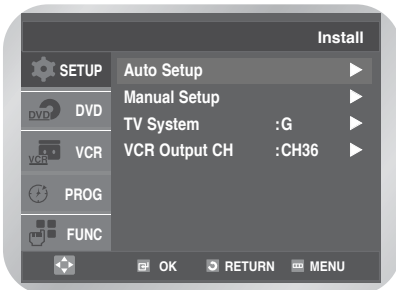 Install
SETUP
Auto Setup
Manual Setup
DVD DVD
TV System :G
VCR VCR
VCR Output CH :CH36
PROG
FUNC
OK RETURN MENU